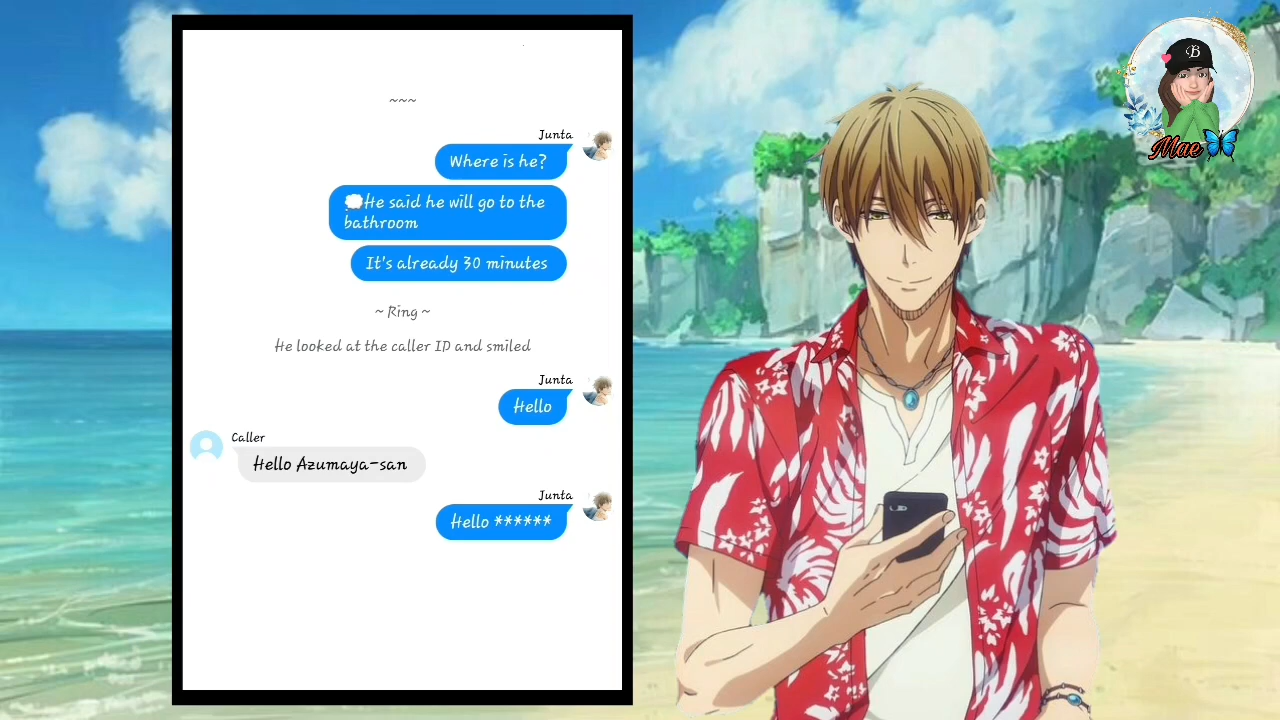 ~~~
Junta
Where is he?
He said he will go to the
bathroom
It's already 30 minutes
~ Ring ~
He looked at the caller ID and smiled
Junta
Hello
Caller
Hello Azumaya-san
Junta
Hello ******
B
Mae